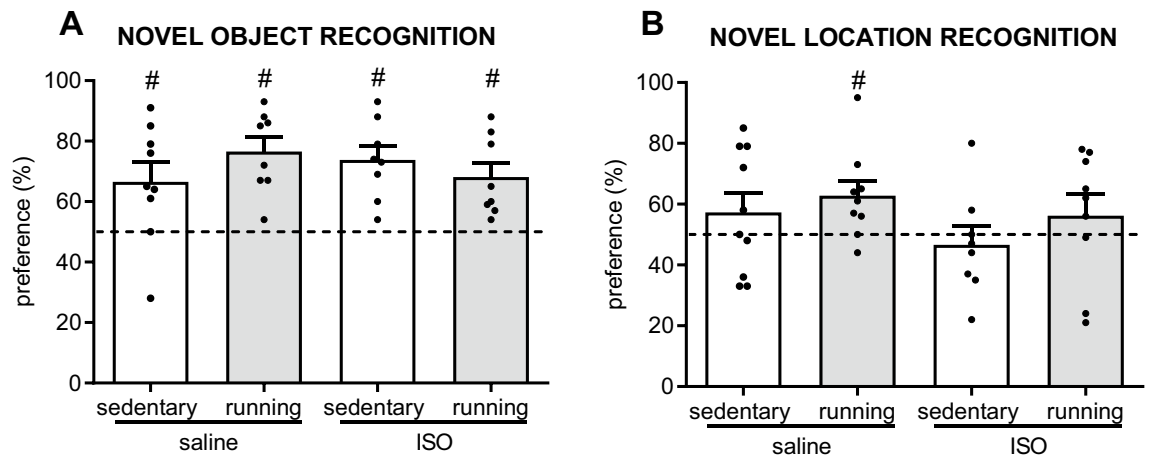 A
NOVEL OBJECT RECOGNITION
preference (%)
100
80
60
40
20
0
# # # #
sedentary running sedentary running
saline ISO
B
NOVEL LOCATION RECOGNITION
preference (%)
100
80
60
40
20
0
#
sedentary running sedentary running
saline ISO